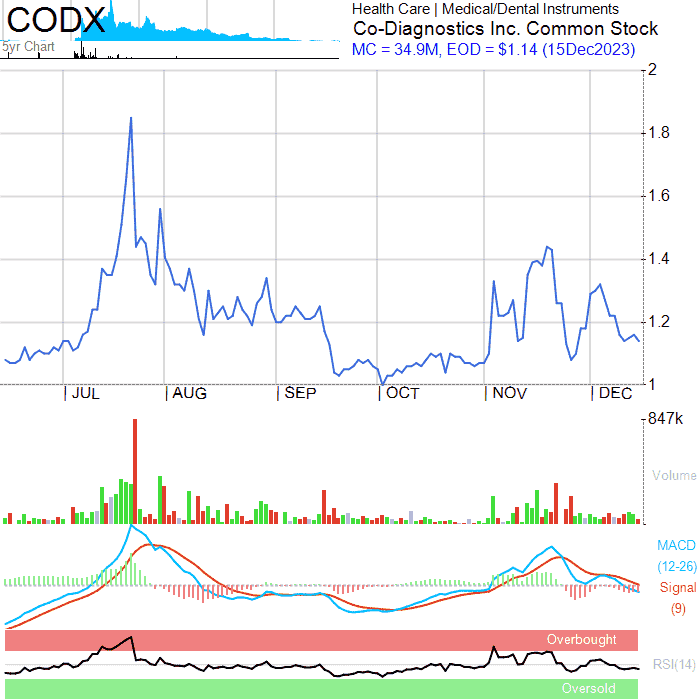 CODX
5yr Chart
Health Care | Medical/Dental Instruments
Co-Diagnostics Inc. Common Stock
MC = 34.9M, EOD = $1.14 (15Dec2023)
2
1.8
1.6
1.4
1.2
1
JUL AUG SEP OCT NOV DEC
847k
Volume
MACD
(12-26)
Signal
(9)
Overbought
RSI(14)
Oversold